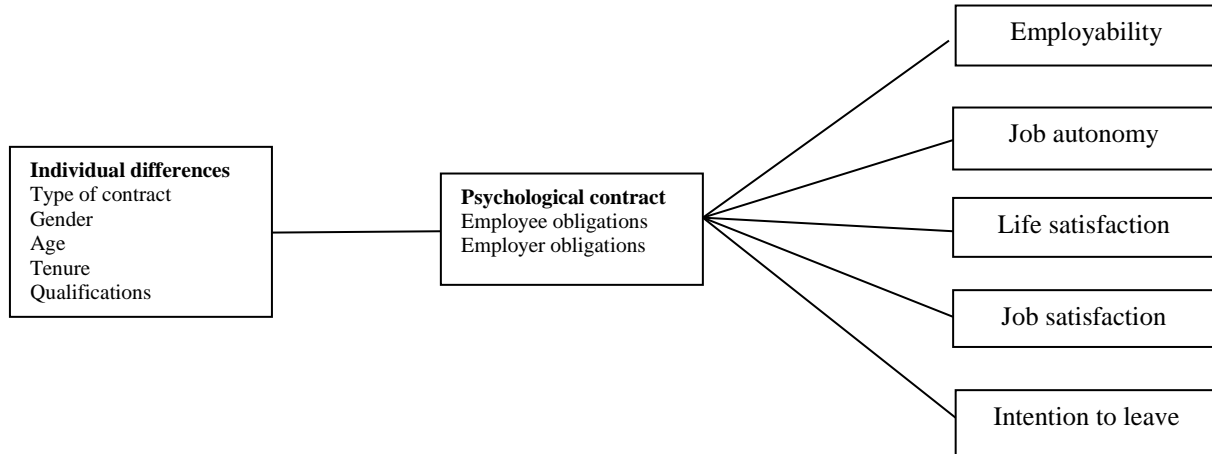 Individual differences
Type of contract
Gender
Age
Tenure
Qualifications
Psychological contract
Employee obligations
Employer obligations
Employability
Job autonomy
Life satisfaction
Job satisfaction
Intention to leave